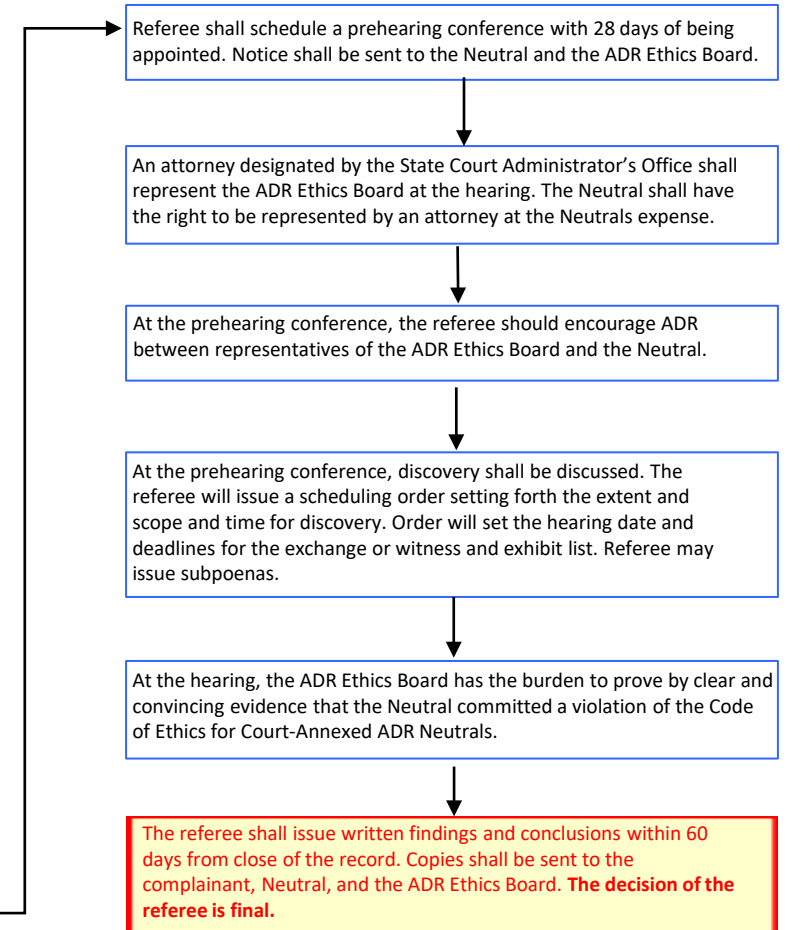 Referee shall schedule a prehearing conference with 28 days of being
appointed. Notice shall be sent to the Neutral and the ADR Ethics Board.
An attorney designated by the State Court Administrator’s Office shall
represent the ADR Ethics Board at the hearing. The Neutral shall have
the right to be represented by an attorney at the Neutrals expense.
At the prehearing conference, the referee should encourage ADR
between representatives of the ADR Ethics Board and the Neutral.
At the prehearing conference, discovery shall be discussed. The
referee will issue a scheduling order setting forth the extent and
scope and time for discovery. Order will set the hearing date and
deadlines for the exchange or witness and exhibit list. Referee may
issue subpoenas.
At the hearing, the ADR Ethics Board has the burden to prove by clear and
convincing evidence that the Neutral committed a violation of the Code
of Ethics for Court-Annexed ADR Neutrals.
The referee shall issue written findings and conclusions within 60
days from close of the record. Copies shall be sent to the
complainant, Neutral, and the ADR Ethics Board. The decision of the
referee is final.